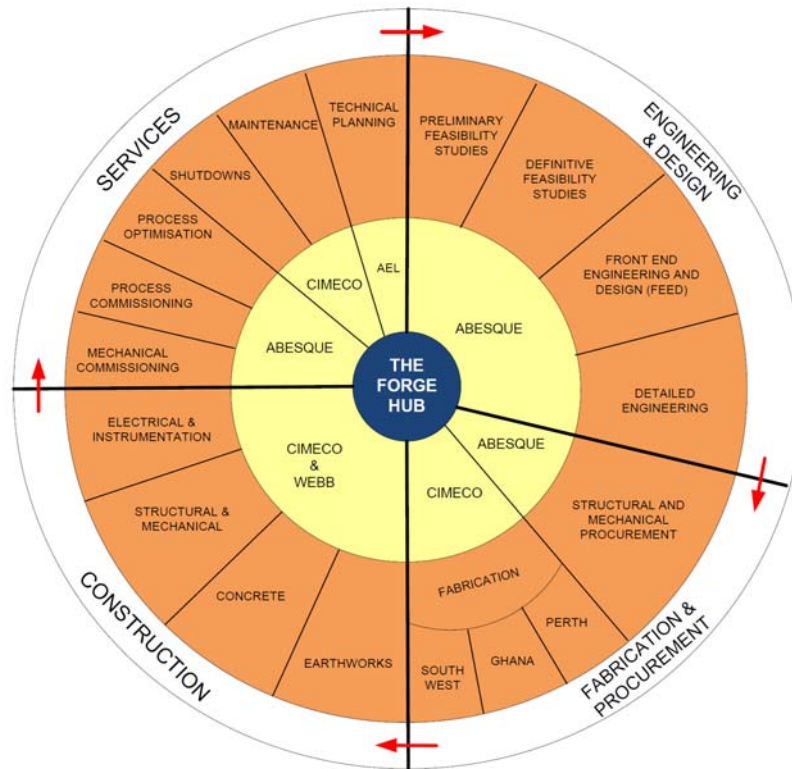 SERVICES
ENGINEERING
& DESIGN
FABRICATION &
PROCUREMENT
CONSTRUCTION
TECHNICAL
PLANNING
MAINTENANCE
SHUTDOWNS
PROCESS
OPTIMISATION
PROCESS
COMMISSIONING
MECHANICAL
COMMISSIONING
PRELIMINARY
FEASIBILITY
STUDIES
DEFINITIVE
FEASIBILITY
STUDIES
FRONT END
ENGINEERING AND
DESIGN (FEED)
DETAILED
ENGINEERING
STRUCTURAL AND
MECHANICAL
PROCUREMENT
FABRICATION
PERTH
GHANA
SOUTH
WEST
EARTHWORKS
CONCRETE
STRUCTURAL &
MECHANICAL
ELECTRICAL &
INSTRUMENTATION
AEL
CIMECO
ABESQUE
ABESQUE
ABESQUE
CIMECO
CIMECO
&
WEBB
THE
FORGE
HUB